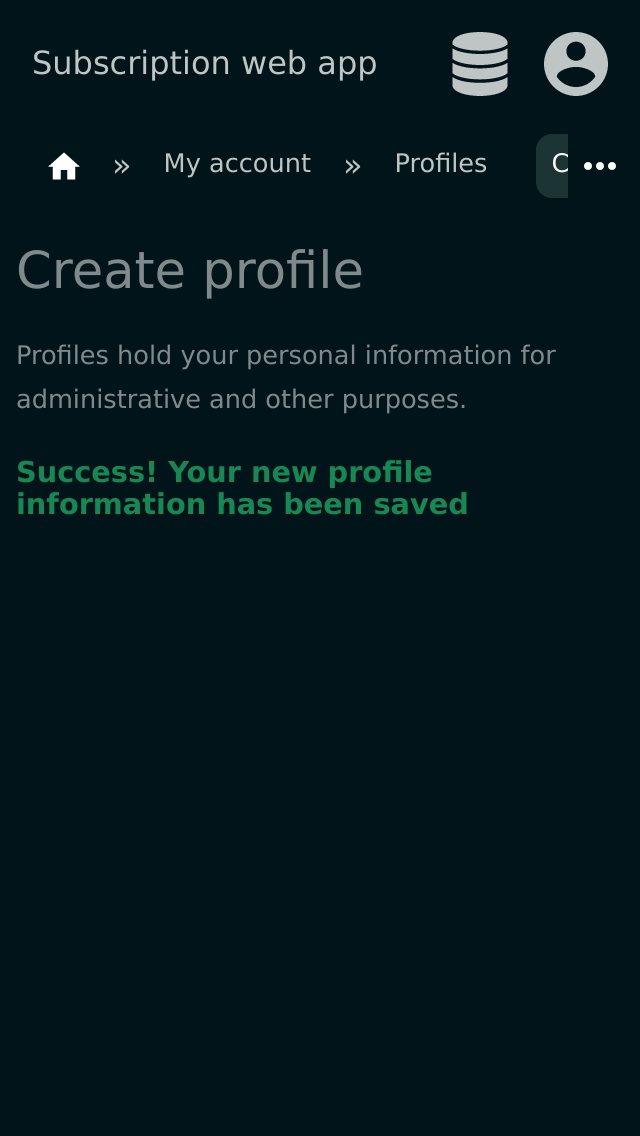 Subscription web app
» My account » Profiles C
Create profile
Profiles hold your personal information for
administrative and other purposes.
Success! Your new profile
information has been saved